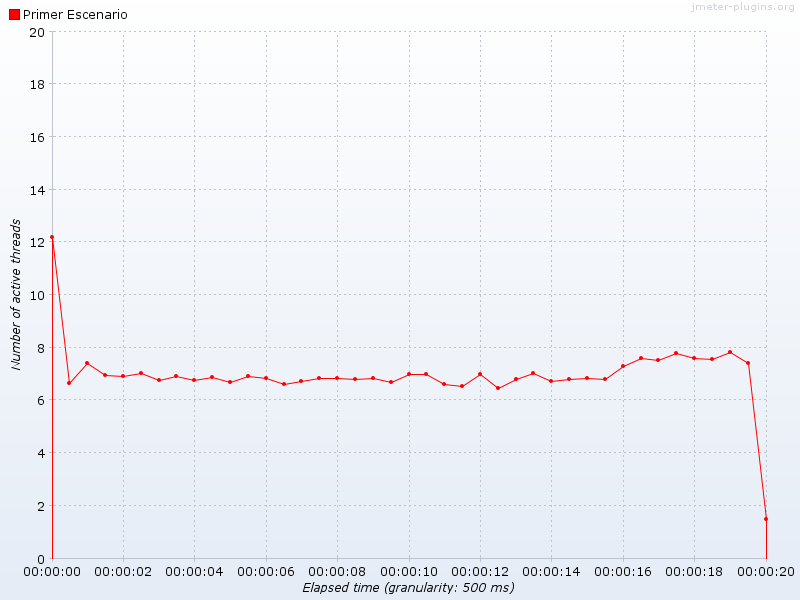 jmeter-plugins.org
Primer Escenario
20
18
16
14
12
10
8
6
4
2
0
Number of active threads
00:00:00 00:00:02 00:00:04 00:00:06 00:00:08 00:00:10 00:00:12 00:00:14 00:00:16 00:00:18 00:00:20
Elapsed time (granularity: 500 ms)